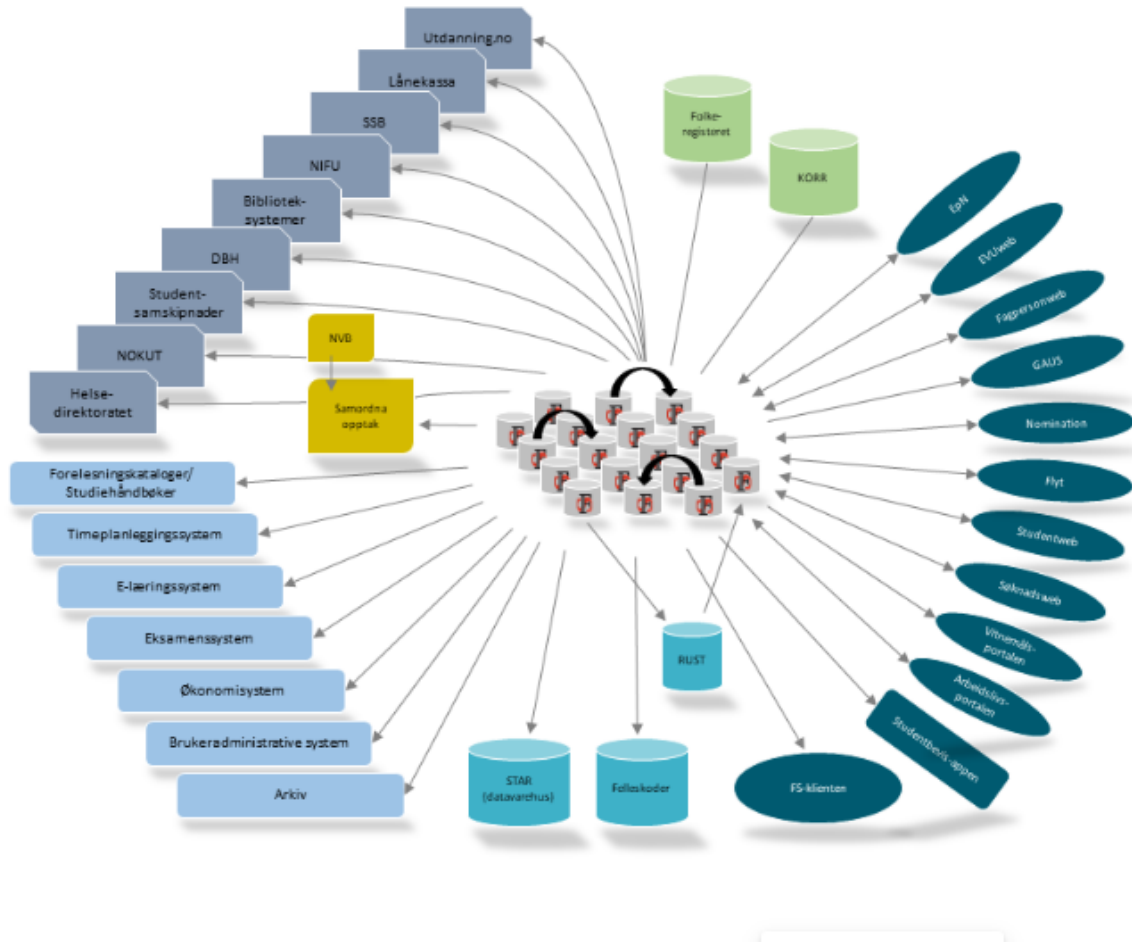 Utdanning.no
Lånekassa
SSB
NIFU
Bibliotek-
systemer
DBH
Student-
samskipnader
NOKUT
Helse-
direktoratet
NVB
Samordna
opptak
Folke-
registeret
KORR
EpN
EVUweb
Fagpersonweb
GAUS
Nomination
Flyt
Studentweb
Søknadsweb
Vitnemåls-
portalen
Arbeidslivs-
portalen
Studentbevis-appen
FS-klienten
RUST
Felleskoder
STAR
(datavarehus)
Forelesningskataloger/
Studiehåndbøker
Timeplanleggingssystem
E-læringssystem
Eksamenssystem
Økonomisystem
Brukeradministrative system
Arkiv